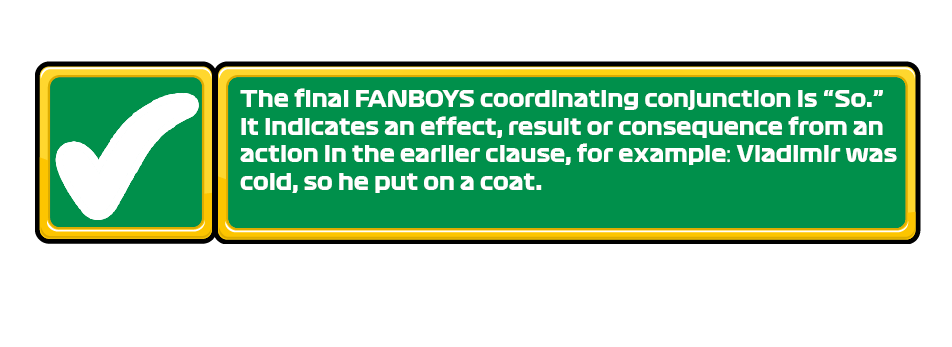 The final FANBOYS coordinating conjunction is “So.”
It indicates an effect, result or consequence from an
action in the earlier clause, for example: Vladimir was
cold, so he put on a coat.